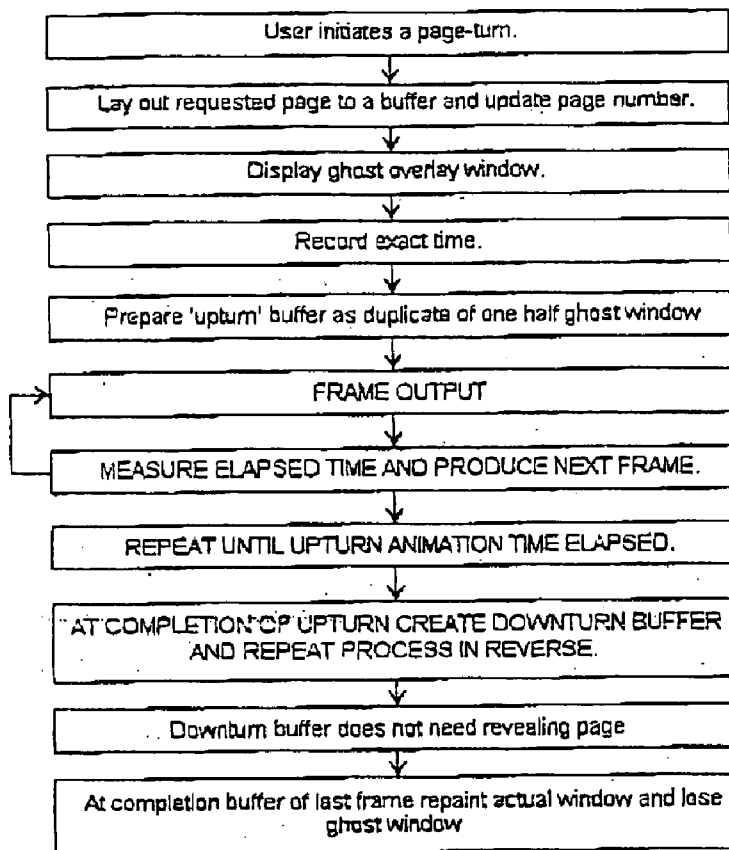 User initiates a page-turn.
Lay out requested page to a buffer and update page number.
Display ghost overlay window.
Record exact time.
Prepare 'upturn' buffer as duplicate of one half ghost window
FRAME OUTPUT
MEASURE ELAPSED TIME AND PRODUCE NEXT FRAME.
REPEAT UNTIL UPTURN ANIMATION TIME ELAPSED.
AT COMPLETION OF UPTURN CREATE DOWNTURN BUFFER
AND REPEAT PROCESS IN REVERSE.
Downturn buffer does not need revealing page
At completion buffer of last frame repaint actual window and lose
ghost window